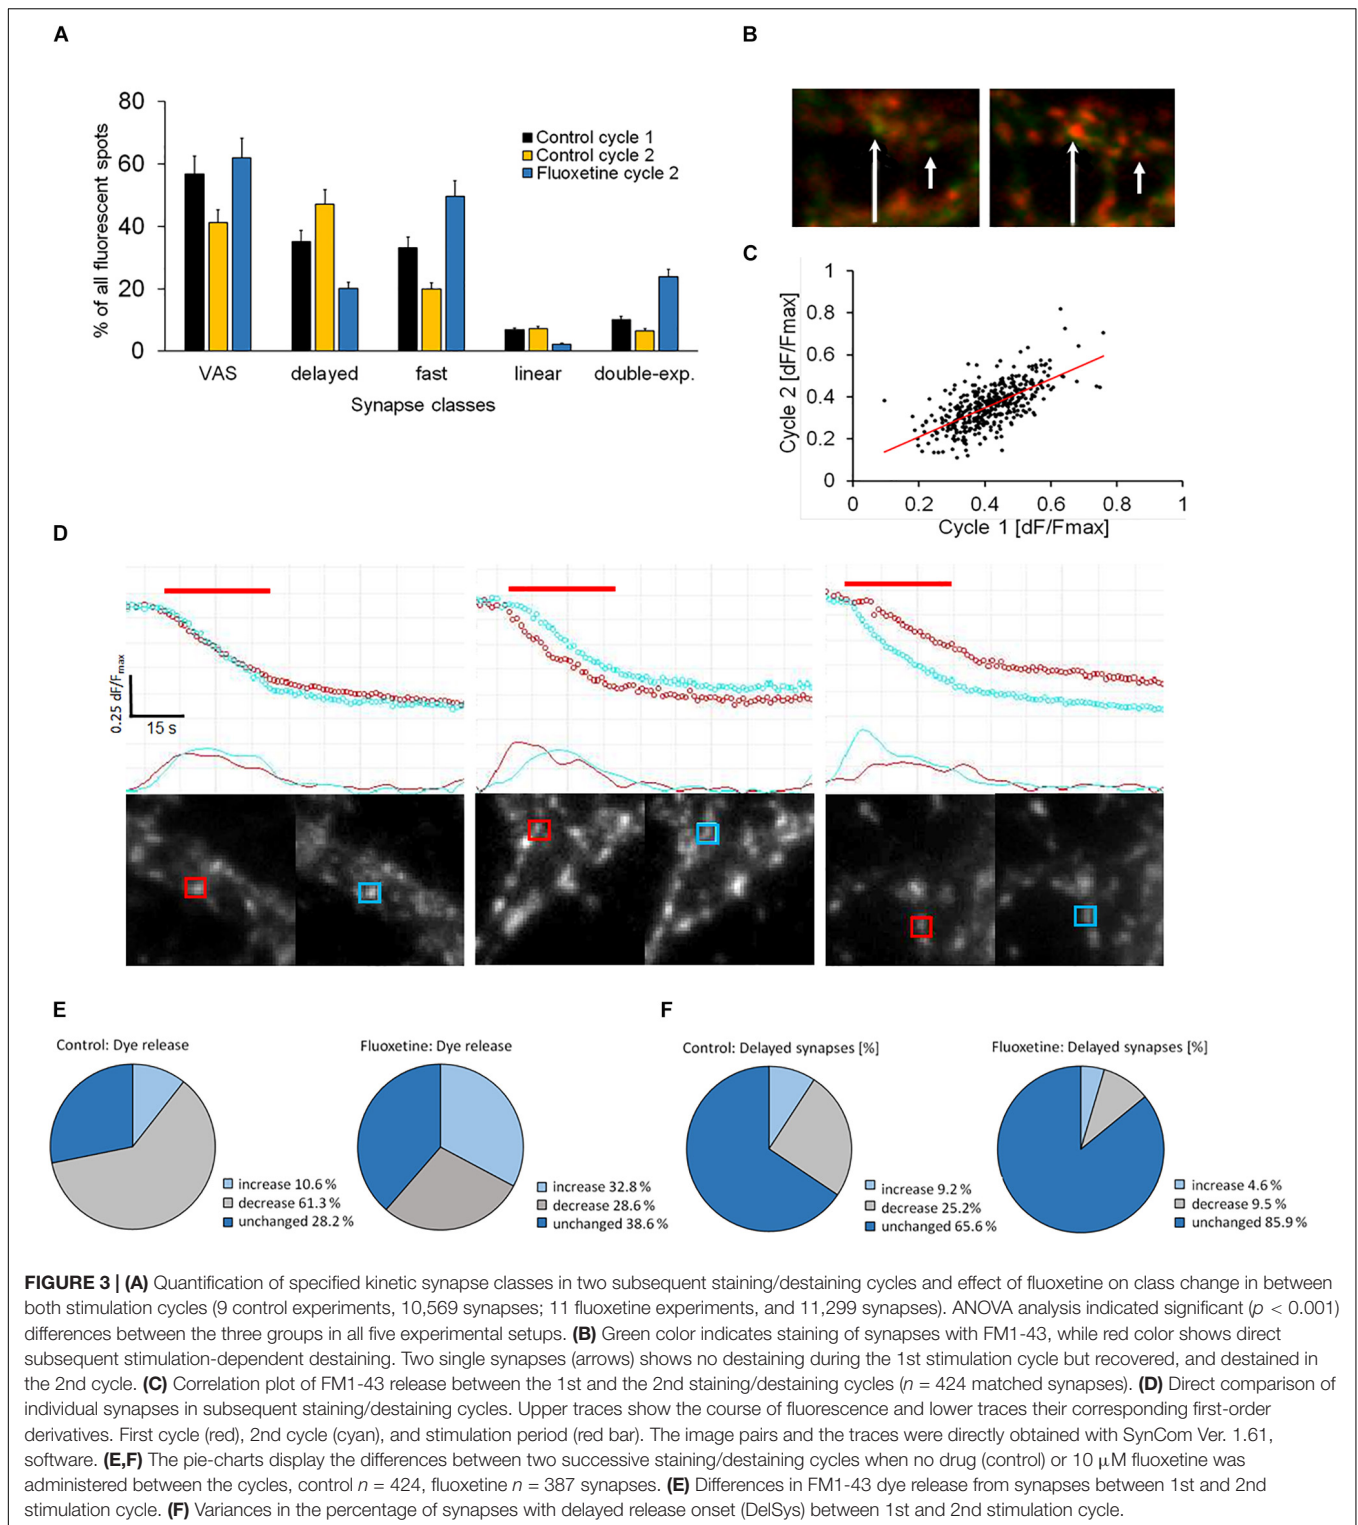 A
% of all fluorescent spots
80
60
40
20
0
Control cycle 1
Control cycle 2
Fluoxetine cycle 2
VAS delayed fast linear double-exp.
Synapse classes
B
C
Cycle 2 [dF/Fmax]
1
0.8
0.6
0.4
0.2
0
0 0.2 0.4 0.6 0.8 1
Cycle 1 [dF/Fmax]
D
0.25 dF/Fmax
15 s
E
Control: Dye release
increase 10.6 %
decrease 61.3 %
unchanged 28.2 %
Fluoxetine: Dye release
increase 32.8 %
decrease 28.6 %
unchanged 38.6 %
F
Control: Delayed synapses [%]
increase 9.2 %
decrease 25.2%
unchanged 65.6 %
Fluoxetine: Delayed synapses [%]
increase 4.6 %
decrease 9.5 %
unchanged 85.9 %
FIGURE 3 | (A) Quantification of specified kinetic synapse classes in two subsequent staining/destaining cycles and effect of fluoxetine on class change in between
both stimulation cycles (9 control experiments, 10,569 synapses; 11 fluoxetine experiments, and 11,299 synapses). ANOVA analysis indicated significant (p < 0.001)
differences between the three groups in all five experimental setups. (B) Green color indicates staining of synapses with FM1-43, while red color shows direct
subsequent stimulation-dependent destaining. Two single synapses (arrows) shows no destaining during the 1st stimulation cycle but recovered, and destained in
the 2nd cycle. (C) Correlation plot of FM1-43 release between the 1st and the 2nd staining/destaining cycles (n = 424 matched synapses). (D) Direct comparison of
individual synapses in subsequent staining/destaining cycles. Upper traces show the course of fluorescence and lower traces their corresponding first-order
derivatives. First cycle (red), 2nd cycle (cyan), and stimulation period (red bar). The image pairs and the traces were directly obtained with SynCom Ver. 1.61,
software. (E,F) The pie-charts display the differences between two successive staining/destaining cycles when no drug (control) or 10 μM fluoxetine was
administered between the cycles, control n = 424, fluoxetine n = 387 synapses. (E) Differences in FM1-43 dye release from synapses between 1st and 2nd
stimulation cycle. (F) Variances in the percentage of synapses with delayed release onset (DelSys) between 1st and 2nd stimulation cycle.